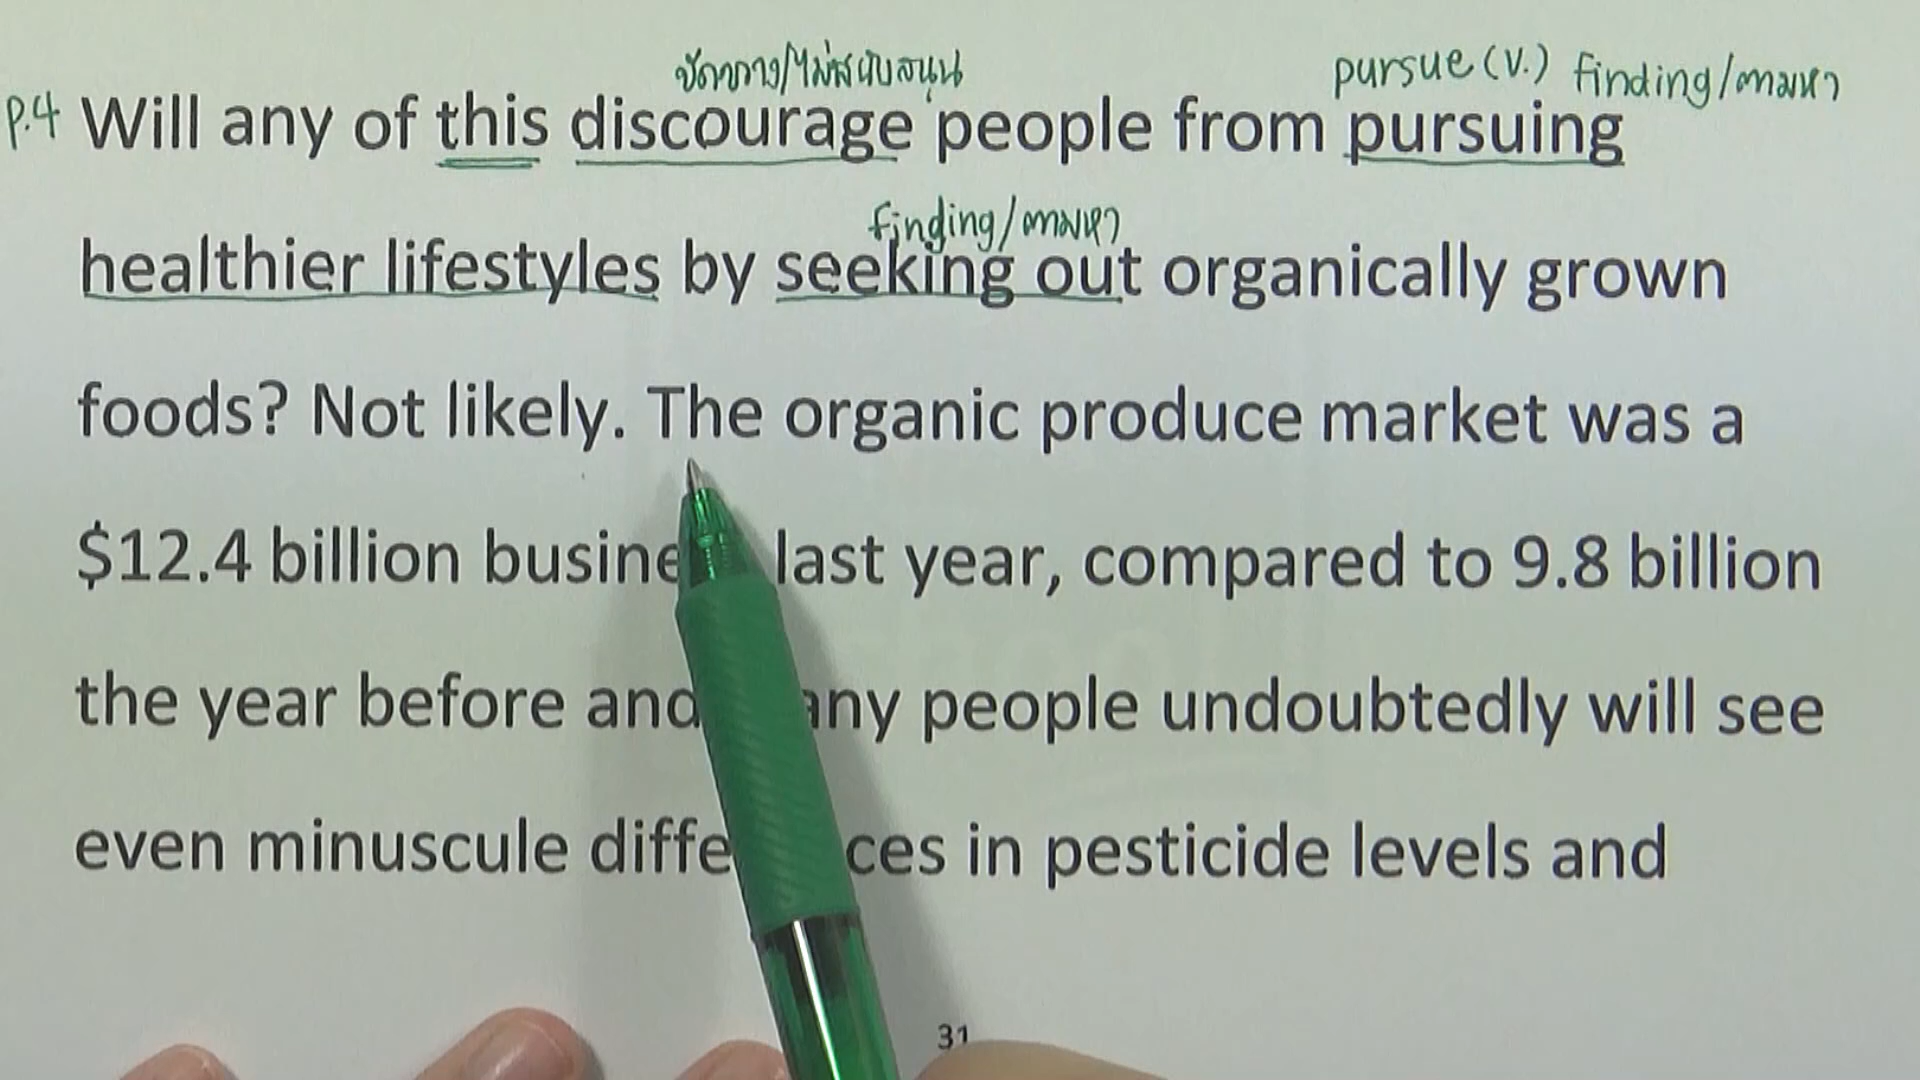 ขัดขวาง/ไม่สนับสนุน pursue (v.) finding/ตามหา
P.4 Will any of this discourage people from pursuing
finding/ตามหา
healthier lifestyles by seeking out organically grown
foods? Not likely. The organic produce market was a
$12.4 billion busine last year, compared to 9.8 billion
the year before and any people undoubtedly will see
even minuscule diffe ces in pesticide levels and
31